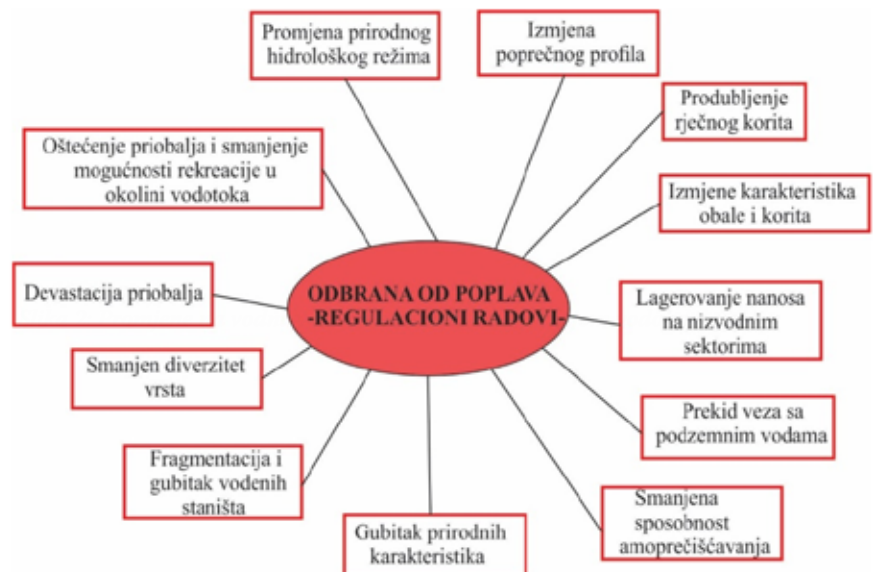 Promjena prirodnog
hidrološkog režima
Izmjena
poprečnog profila
Produbljenje
rječnog korita
Oštećenje priobalja i smanjenje
mogućnosti rekreacije u
okolini vodotoka
Izmjene karakteristika
obale i korita
Devastacija priobalja
ODBRANA OD POPLAVA
-REGULACIONI RADOVI-
Lagerovanje nanosa
na nizvodnim
sektorima
Smanjen diverzitet
vrsta
Prekid veza sa
podzemnim vodama
Fragmentacija i
gubitak vodenih
staništa
Smanjena
sposobnost
amoprečišćavanja
Gubitak prirodnih
karakteristika